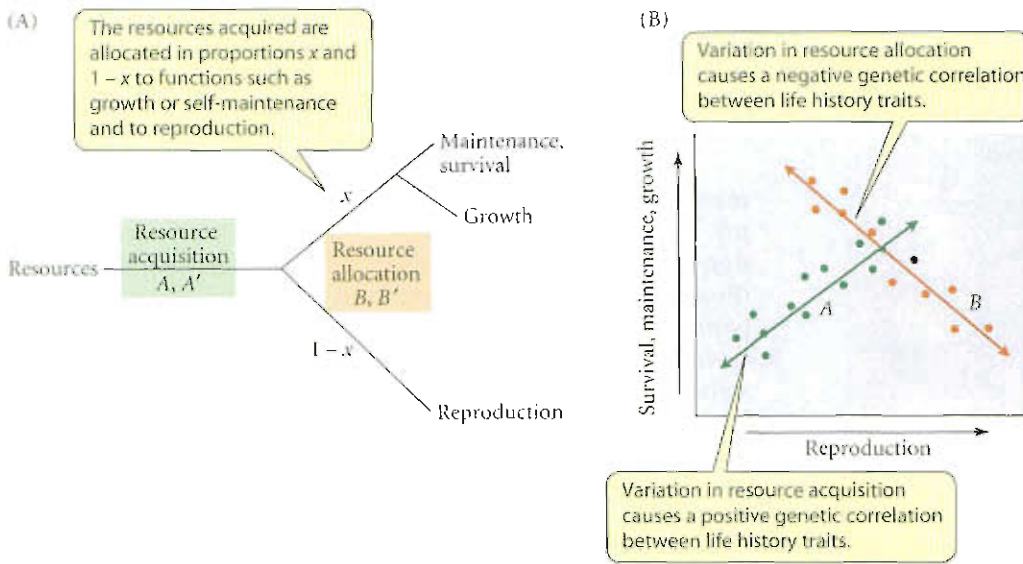 (A)
The resources acquired are
allocated in proportions x and
1 – x to functions such as
growth or self-maintenance
and to reproduction.
Maintenance,
survival
x
Growth
Resource
acquisition
A, A′
Resources
Resource
allocation
B, B′
1 – x
Reproduction
(B)
Variation in resource allocation
causes a negative genetic correlation
between life history traits.
Survival, maintenance, growth
A
B
Reproduction
Variation in resource acquisition
causes a positive genetic correlation
between life history traits.